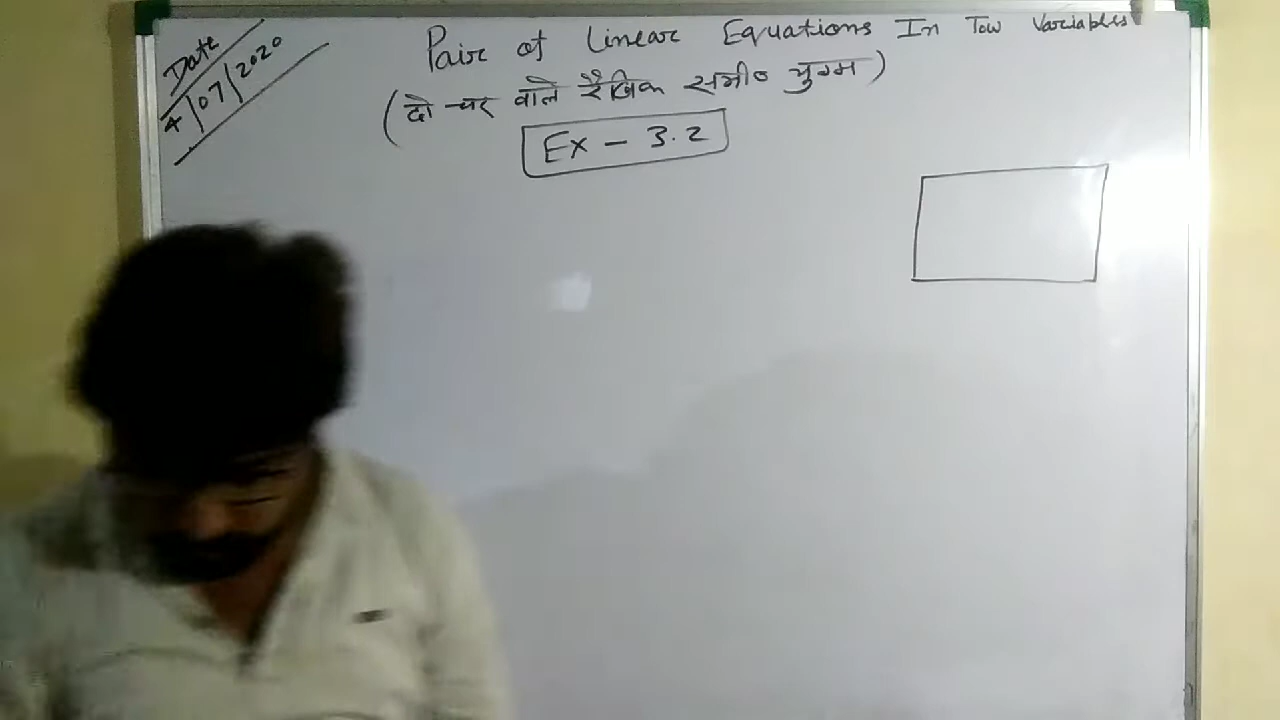 Date
4/07/2020
Pair of Linear Equations In Tow Variables
(दो चर वाले रैखिक समी० युग्म)
Ex - 3.2